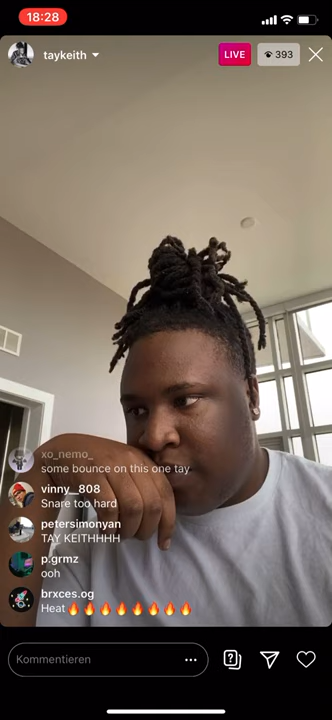 18:28
taykeith
LIVE
393
xo_nemo_
some bounce on this one tay
vinny__808
Snare too hard
petersimonyan
TAY KEITHHHH
p.grmz
ooh
brxces.og
Heat🔥🔥🔥🔥🔥🔥🔥🔥
Kommentieren